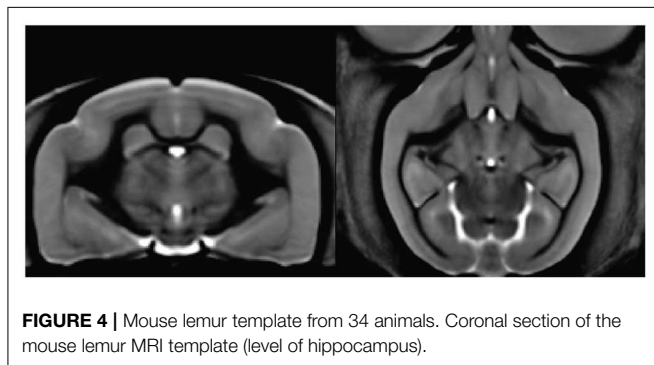 FIGURE 4 | Mouse lemur template from 34 animals. Coronal section of the
mouse lemur MRI template (level of hippocampus).